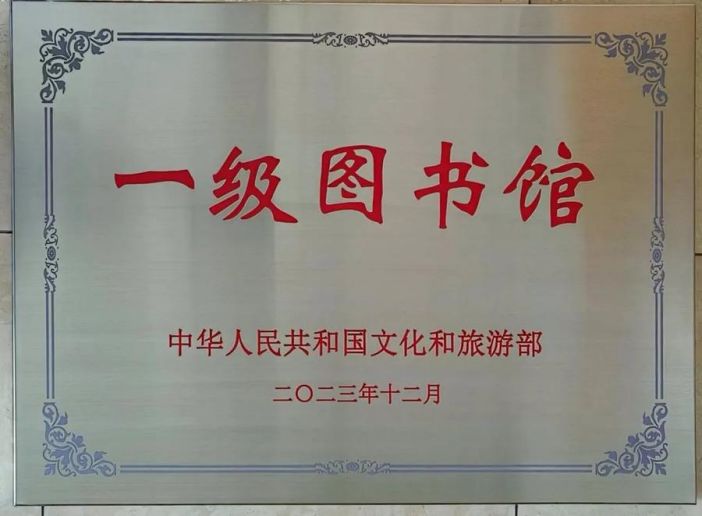 一级图书馆
中华人民共和国文化和旅游部
二〇二三年十二月